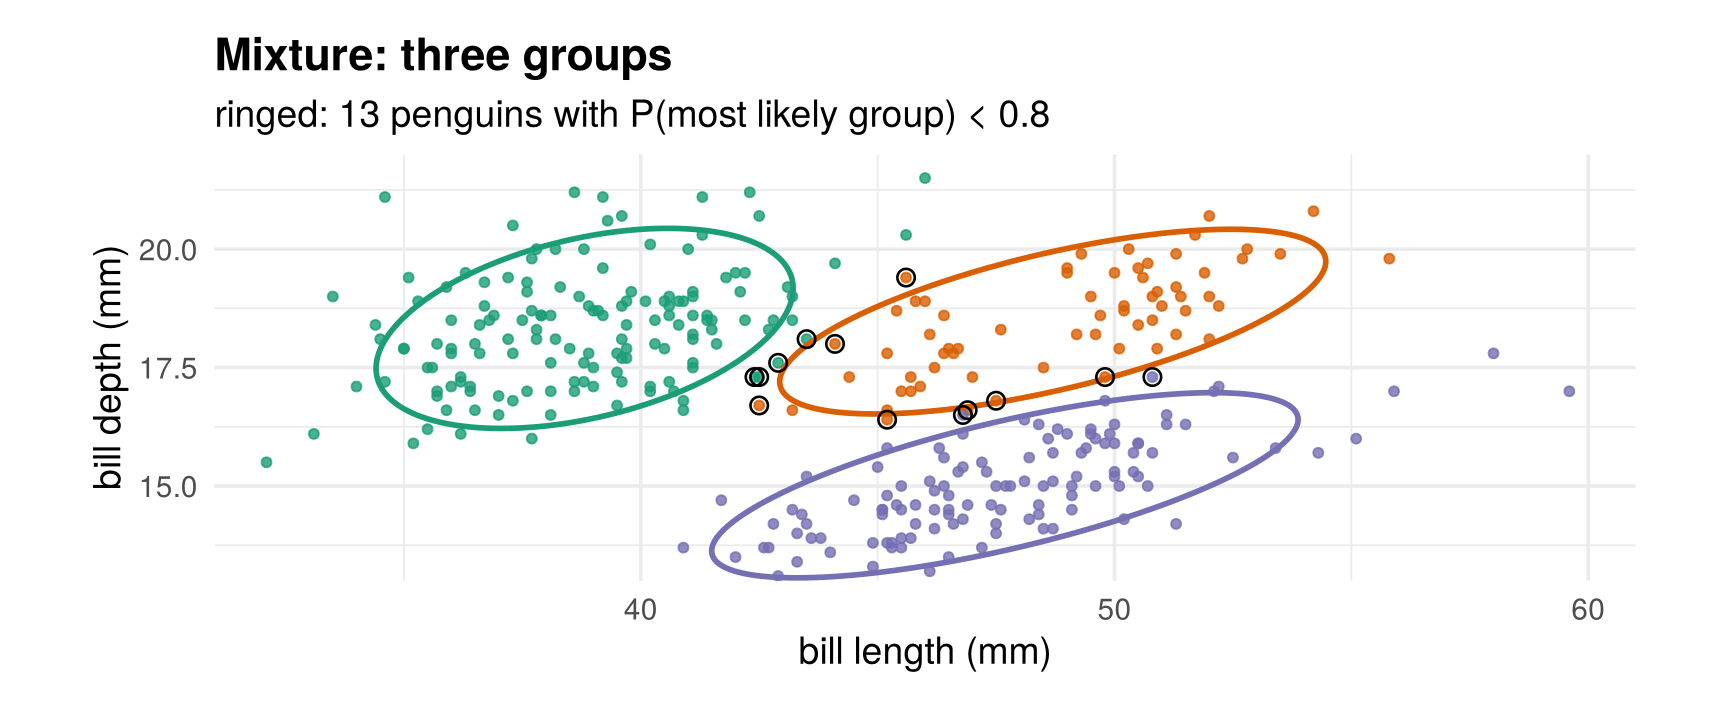 Mixture: three groups
ringed: 13 penguins with P(most likely group) < 0.8
bill depth (mm)
20.0
17.5
15.0
40 50 60
bill length (mm)